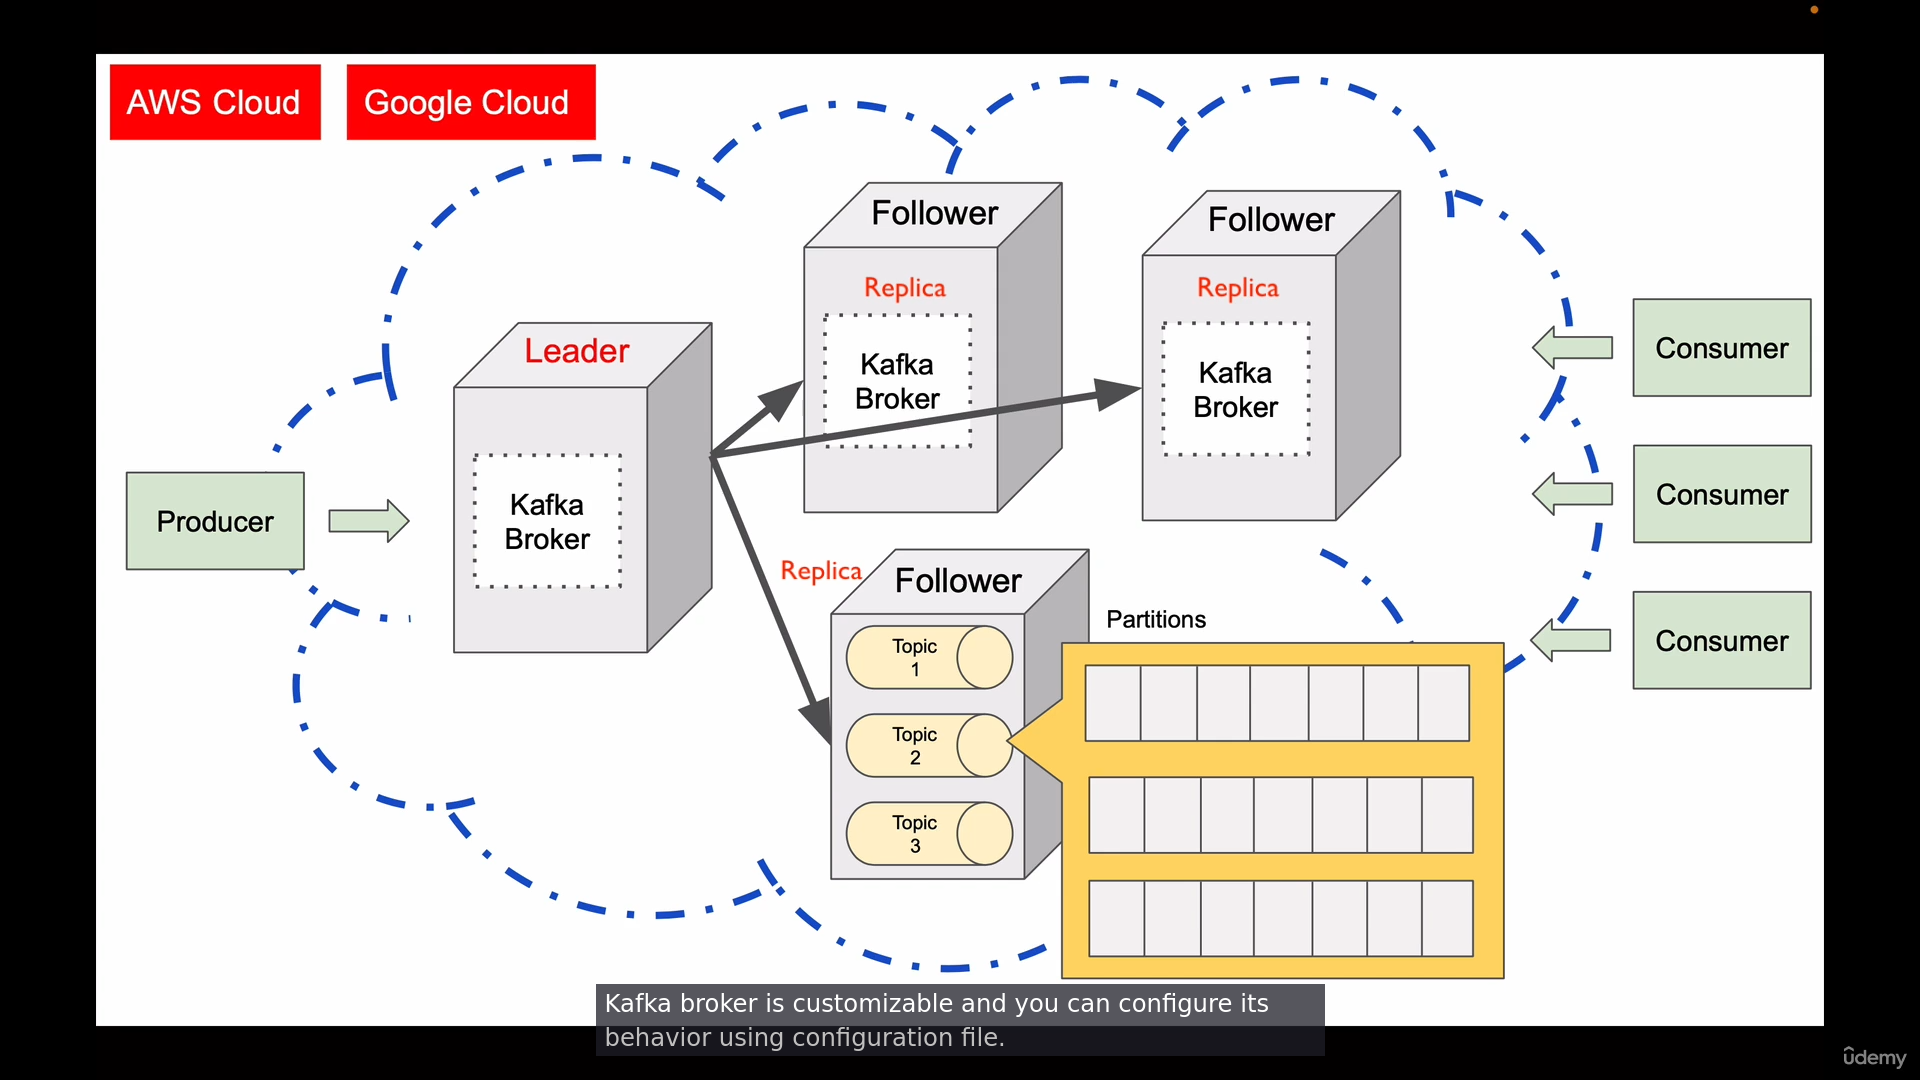 AWS Cloud
Google Cloud
Follower
Follower
Replica
Replica
Leader
Kafka
Broker
Kafka
Broker
Consumer
Producer
Kafka
Broker
Consumer
Replica
Follower
Partitions
Consumer
Topic
1
Topic
2
Topic
3
Kafka broker is customizable and you can configure its
behavior using configuration file.
ûdemy